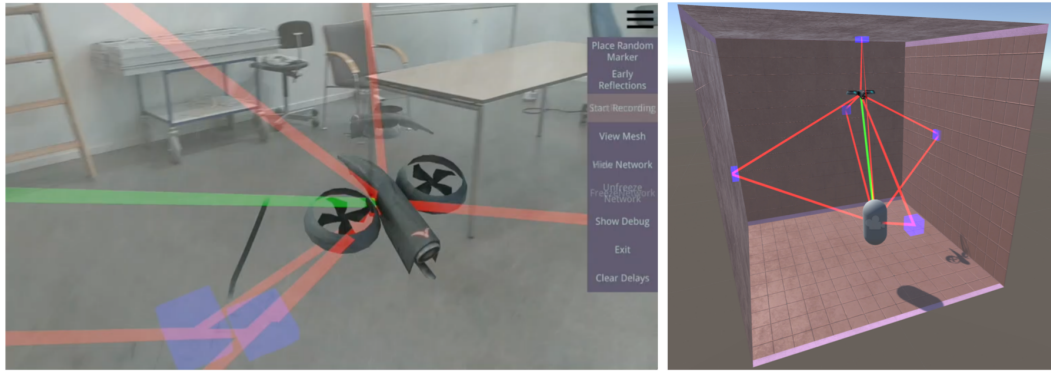 Place Random
Marker
Early
Reflections
Start Recording
View Mesh
Hide Network
Unfreeze
Network
Show Debug
Exit
Clear Delays